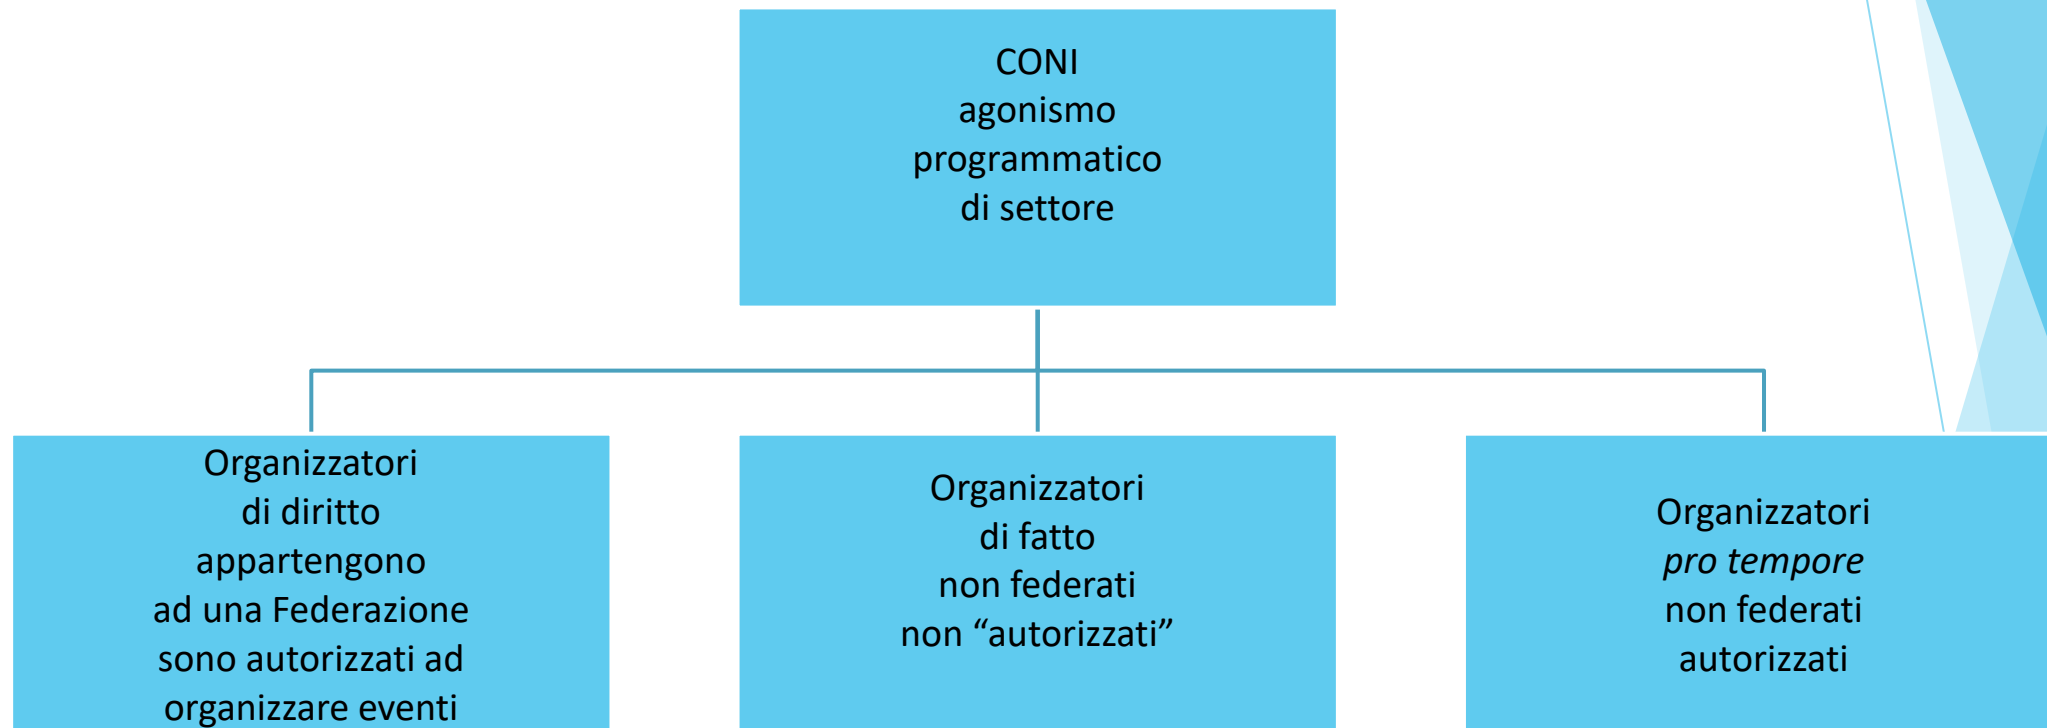 CONI
agonismo
programmatico
di settore
Organizzatori
di diritto
appartengono
ad una Federazione
sono autorizzati ad
organizzare eventi
Organizzatori
di fatto
non federati
non “autorizzati”
Organizzatori
pro tempore
non federati
autorizzati